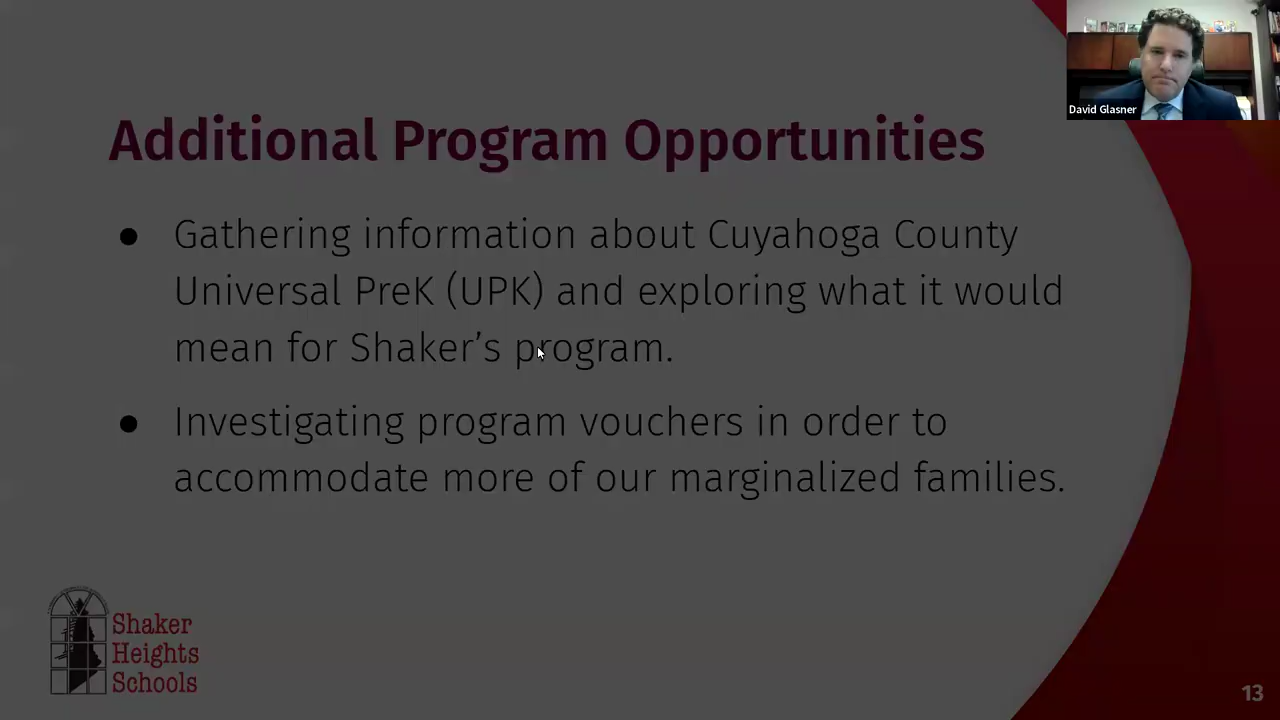 David Glasner
Additional Program Opportunities
● Gathering information about Cuyahoga County
Universal PreK (UPK) and exploring what it would
mean for Shaker’s program.
● Investigating program vouchers in order to
accommodate more of our marginalized families.
Shaker
Heights
Schools
13